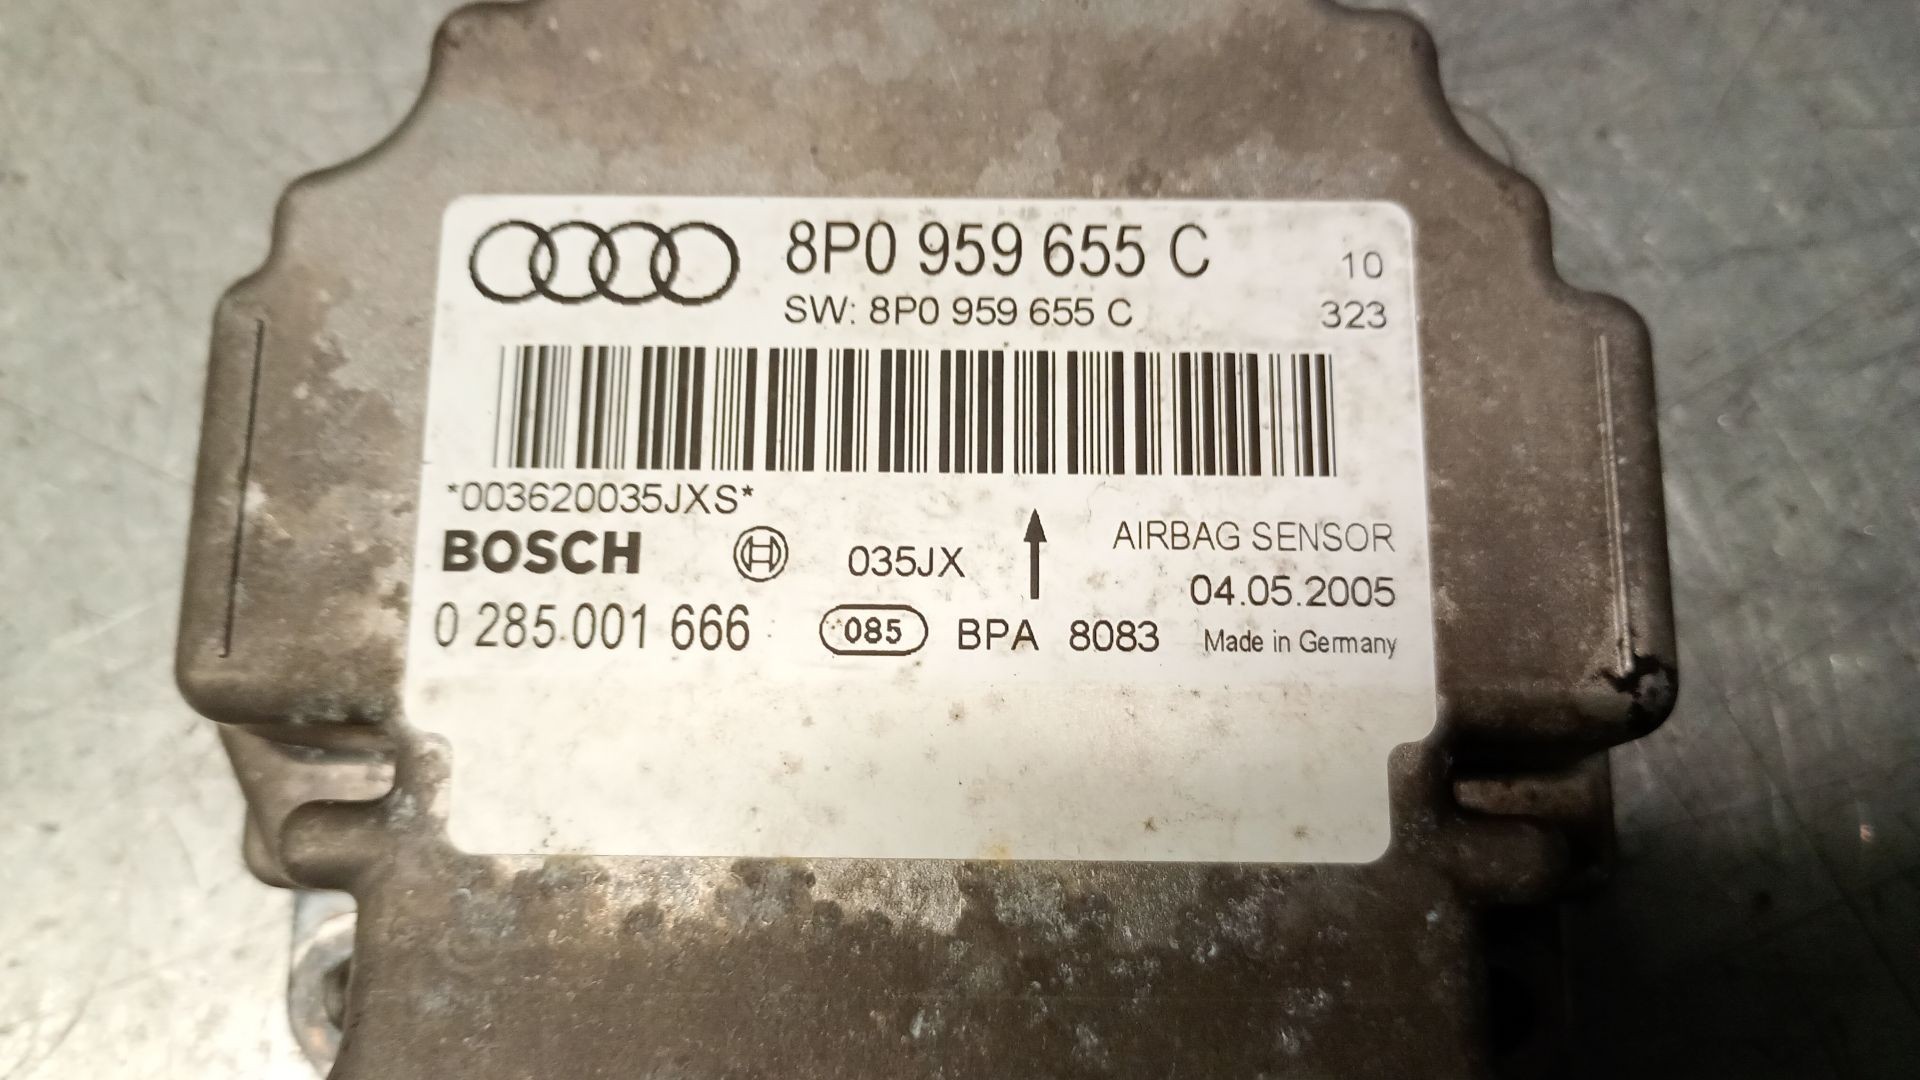 8P0 959 655 C
10
SW: 8P0 959 655 C
323
*003620035JXS*
BOSCH
035JX
AIRBAG SENSOR
04.05.2005
0 285 001 666
085
BPA 8083
Made in Germany